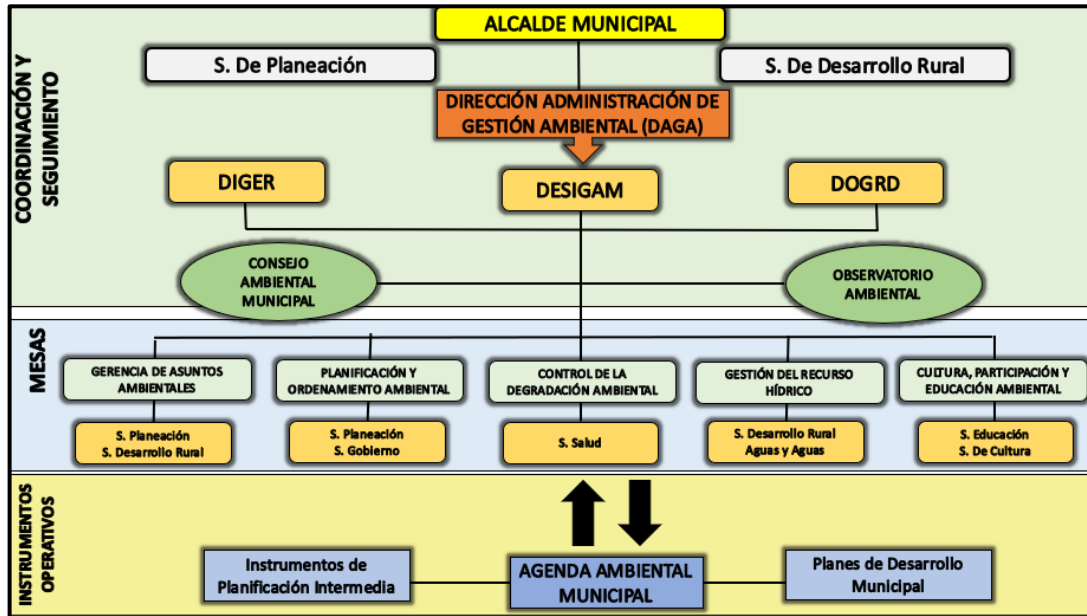 COORDINACIÓN Y
SEGUIMIENTO
ALCALDE MUNICIPAL
S. De Planeación
S. De Desarrollo Rural
DIRECCIÓN ADMINISTRACIÓN DE
GESTIÓN AMBIENTAL (DAGA)
DIGER
DESIGAM
DOGRD
CONSEJO
AMBIENTAL
MUNICIPAL
OBSERVATORIO
AMBIENTAL
MESAS
GERENCIA DE ASUNTOS
AMBIENTALES
PLANIFICACIÓN Y
ORDENAMIENTO AMBIENTAL
CONTROL DE LA
DEGRADACIÓN AMBIENTAL
GESTIÓN DEL RECURSO
HÍDRICO
CULTURA, PARTICIPACIÓN Y
EDUCACIÓN AMBIENTAL
S. Planeación
S. Desarrollo Rural
S. Planeación
S. Gobierno
S. Salud
S. Desarrollo Rural
Aguas y Aguas
S. Educación
S. De Cultura
INSTRUMENTOS
OPERATIVOS
Instrumentos de
Planificación Intermedia
AGENDA AMBIENTAL
MUNICIPAL
Planes de Desarrollo
Municipal